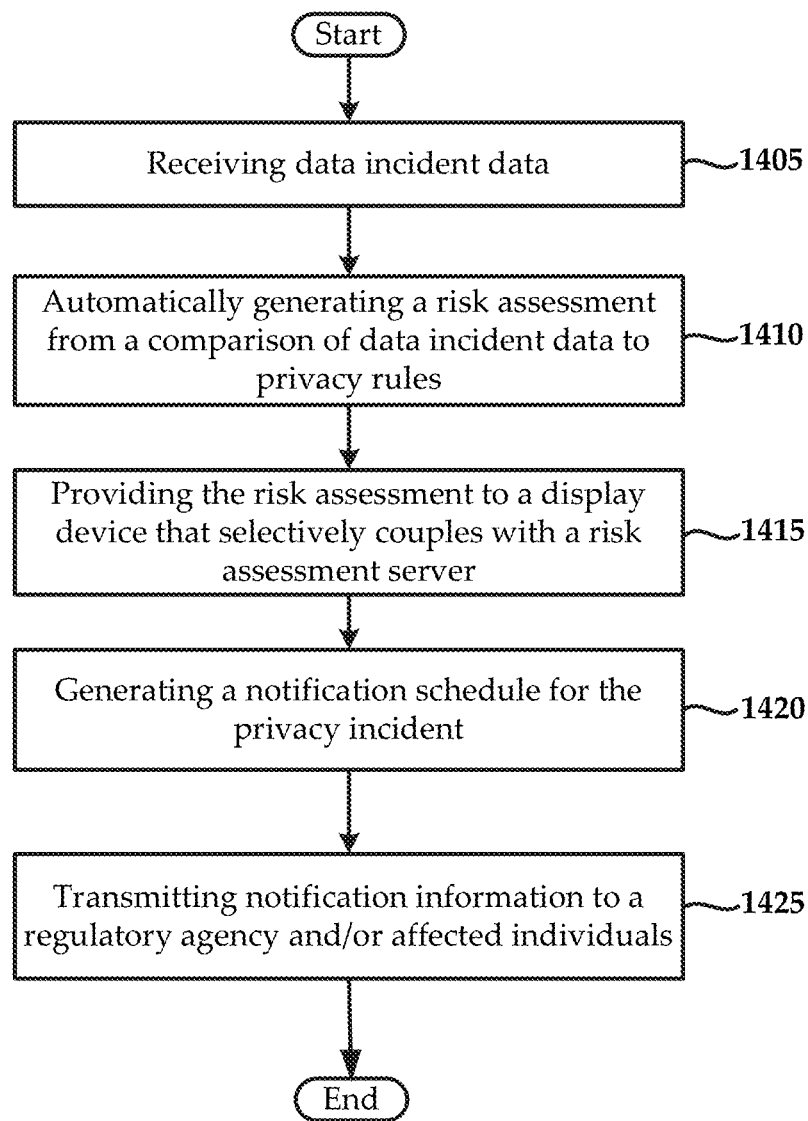 Start
Receiving data incident data
1405
Automatically generating a risk assessment
from a comparison of data incident data to
privacy rules
1410
Providing the risk assessment to a display
device that selectively couples with a risk
assessment server
1415
Generating a notification schedule for the
privacy incident
1420
Transmitting notification information to a
regulatory agency and/or affected individuals
1425
End